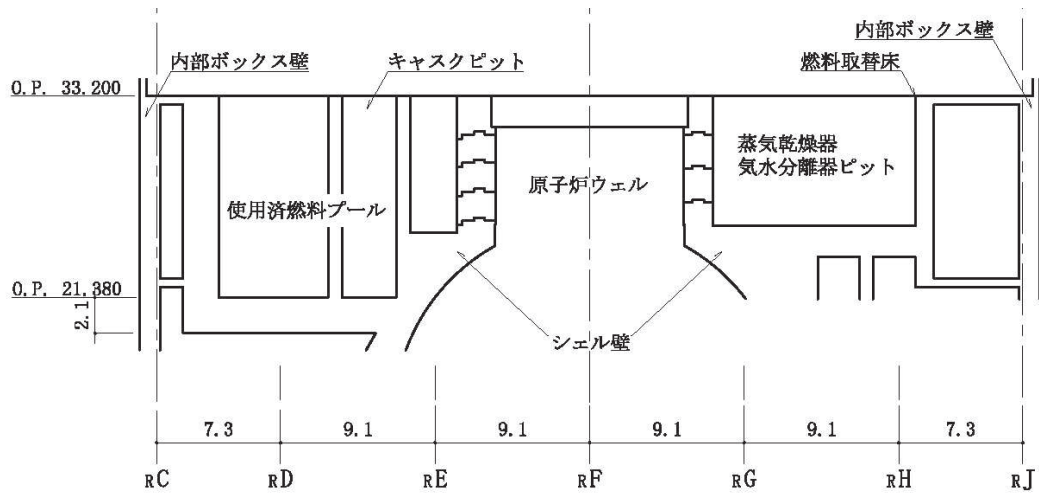 内部ボックス壁
内部ボックス壁
キャスクピット
燃料取替床
O.P. 33.200
蒸気乾燥器
気水分離器ピット
原子炉ウェル
使用済燃料プール
O.P. 21.380
2.1
シェル壁
7.3 9.1 9.1 9.1 9.1 7.3
RC RD RE RF RG RH RJ